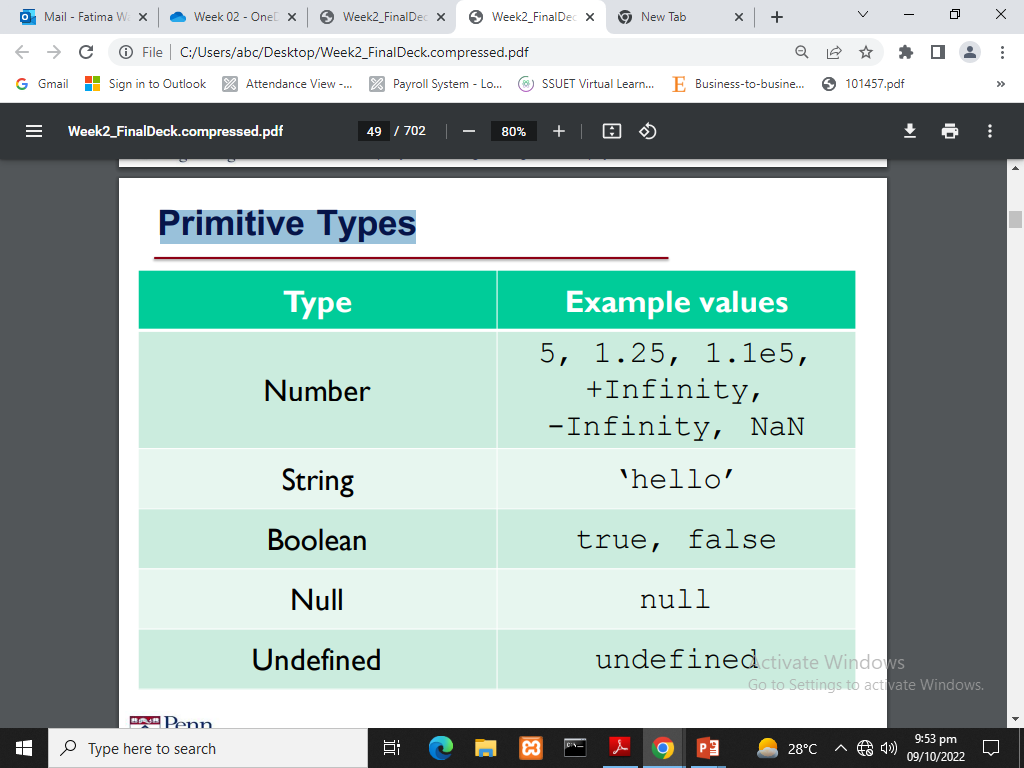 Mail - Fatima W
Week 02 - One
Week2_FinalDec
Week2_FinalDec
New Tab
File
C:/Users/abc/Desktop/Week2_FinalDeck.compressed.pdf
Gmail
Sign in to Outlook
Attendance View -...
Payroll System - Lo...
SSUET Virtual Learn...
Business-to-busine...
101457.pdf
»
Week2_FinalDeck.compressed.pdf
49 / 702
80%
Primitive Types
Type
Example values
Number
5, 1.25, 1.1e5,
+Infinity,
-Infinity, NaN
String
‘hello’
Boolean
true, false
Null
null
Undefined
undefined
Activate Windows
Go to Settings to activate Windows.
Penn
Type here to search
28°C
9:53 pm
09/10/2022